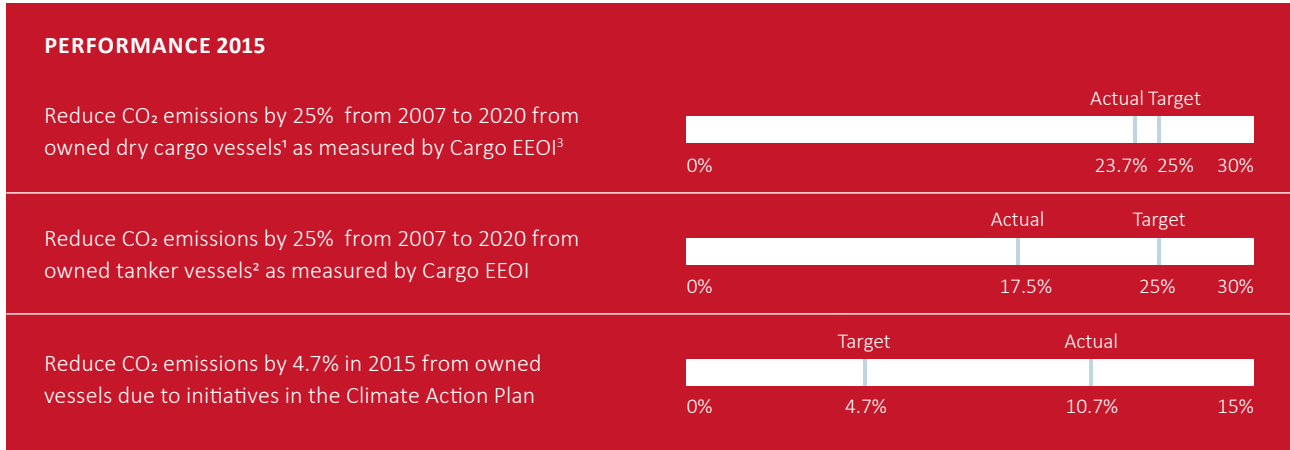 PERFORMANCE 2015
Reduce CO₂ emissions by 25% from 2007 to 2020 from
owned dry cargo vessels¹ as measured by Cargo EEOI³
Actual Target
0% 23.7% 25% 30%
Reduce CO₂ emissions by 25% from 2007 to 2020 from
owned tanker vessels² as measured by Cargo EEOI
Actual Target
0% 17.5% 25% 30%
Reduce CO₂ emissions by 4.7% in 2015 from owned
vessels due to initiatives in the Climate Action Plan
Target Actual
0% 4.7% 10.7% 15%